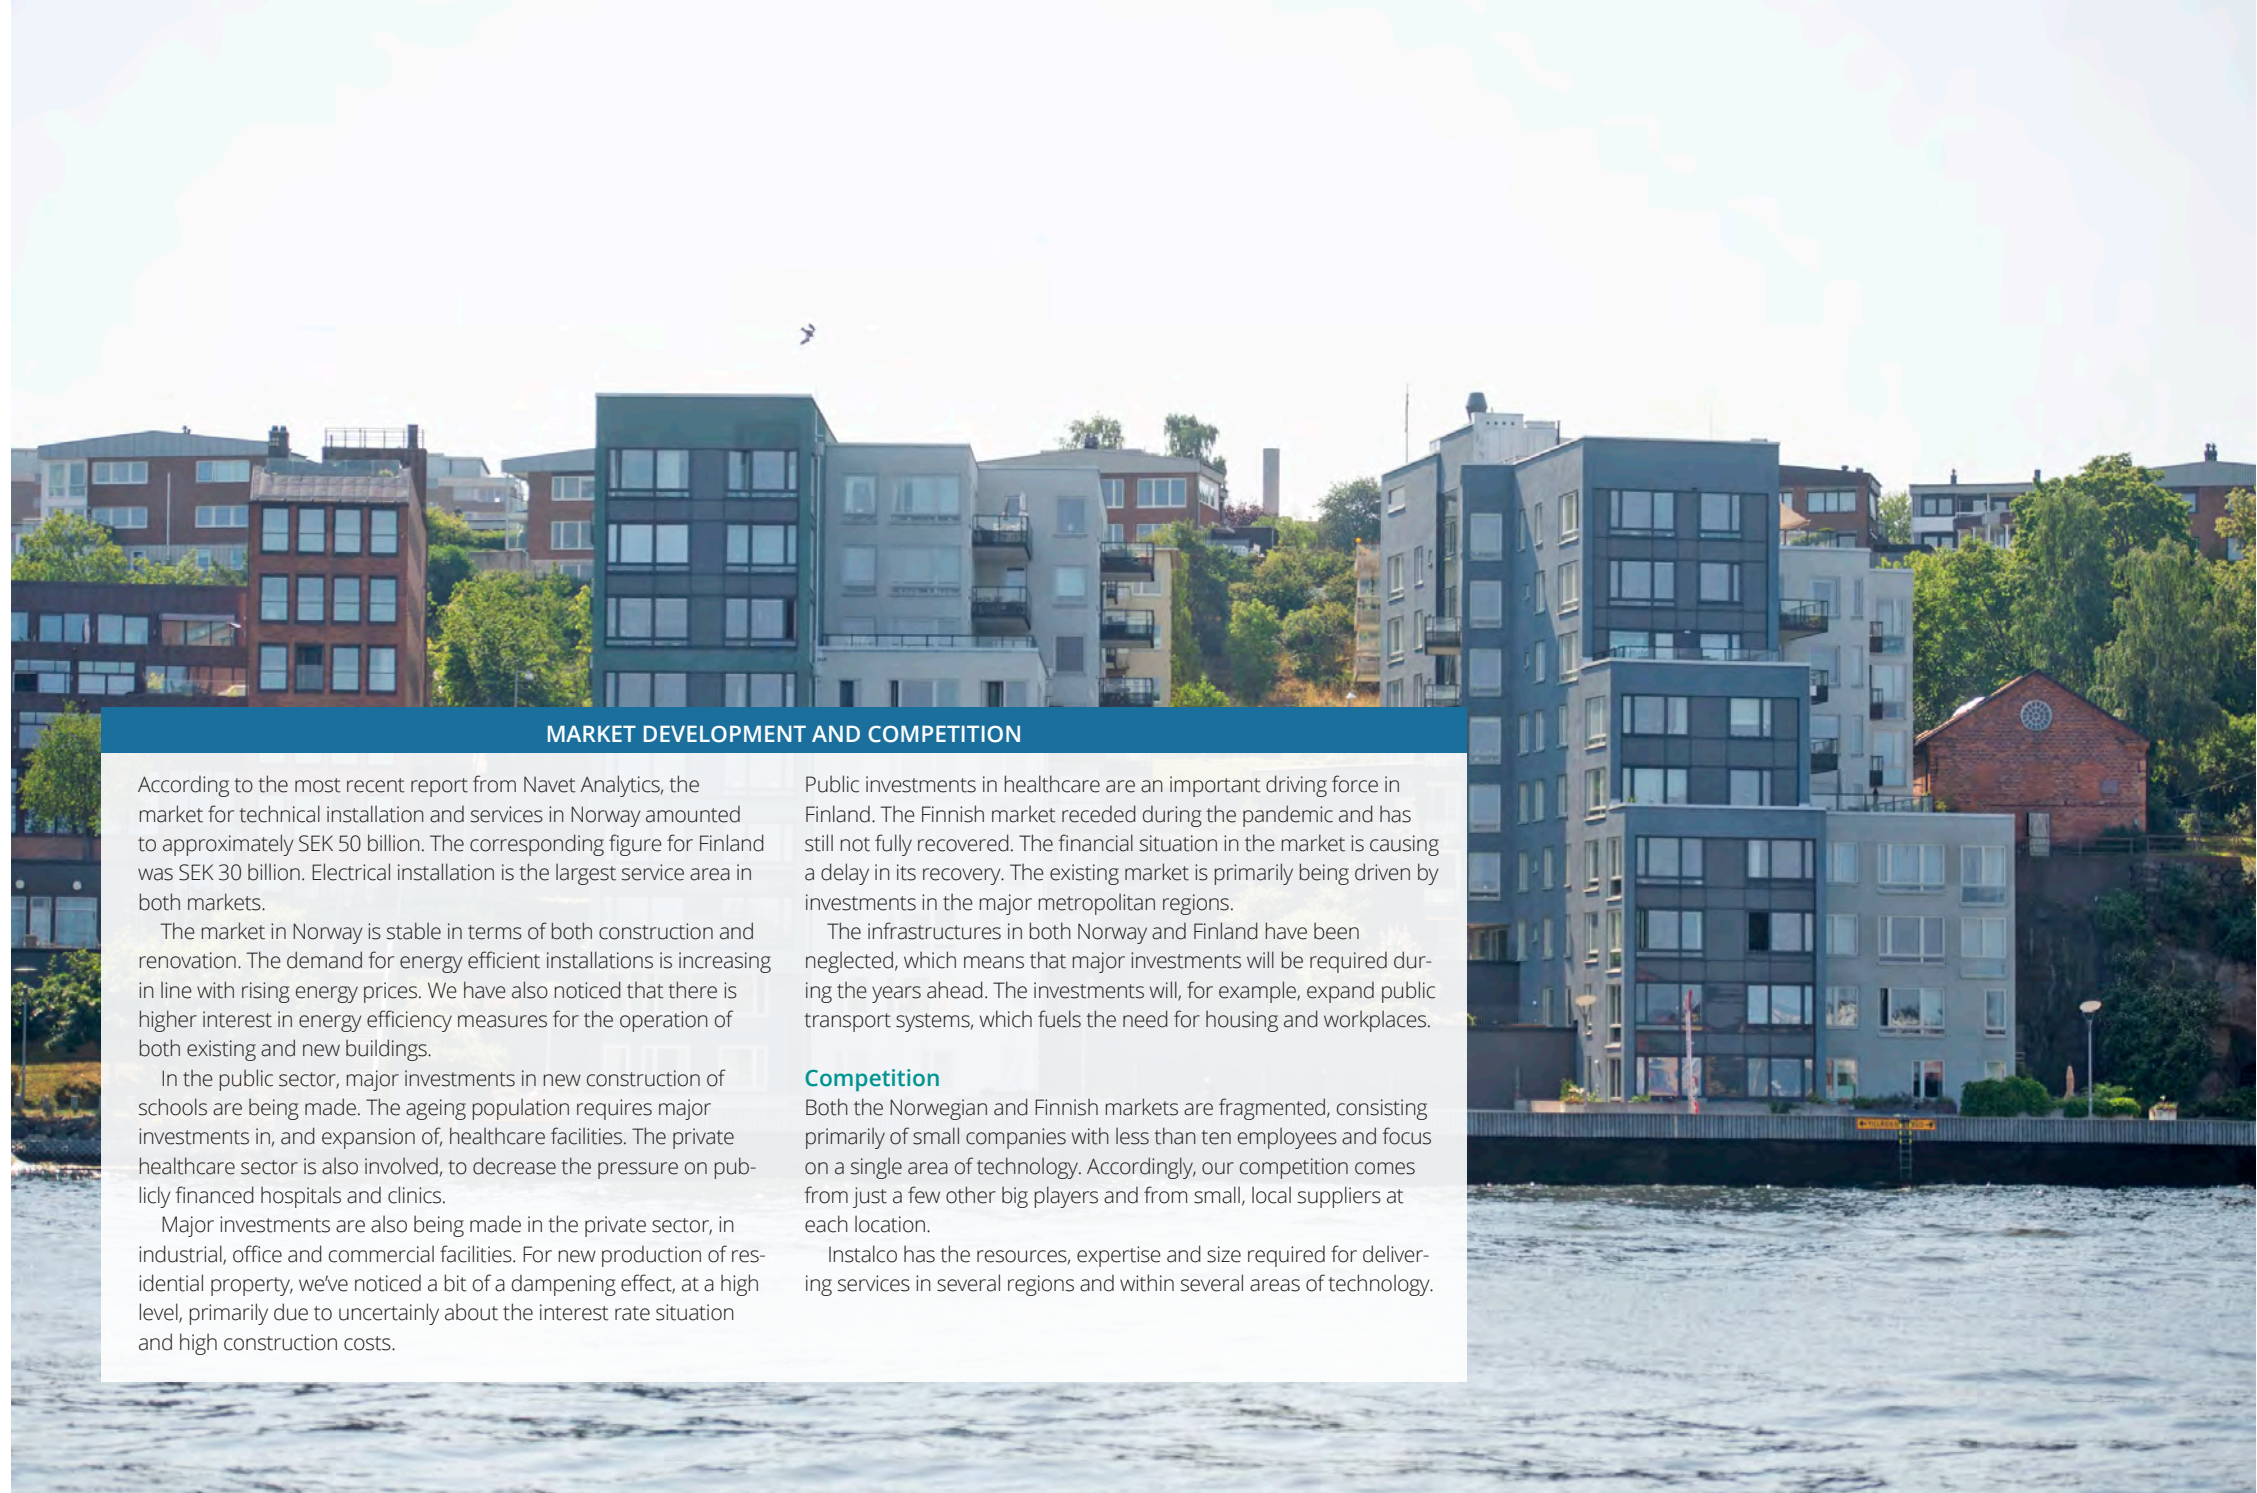 MARKET DEVELOPMENT AND COMPETITION
According to the most recent report from Navet Analytics, the
market for technical installation and services in Norway amounted
to approximately SEK 50 billion. The corresponding figure for Finland
was SEK 30 billion. Electrical installation is the largest service area in
both markets.
The market in Norway is stable in terms of both construction and
renovation. The demand for energy efficient installations is increasing
in line with rising energy prices. We have also noticed that there is
higher interest in energy efficiency measures for the operation of
both existing and new buildings.
In the public sector, major investments in new construction of
schools are being made. The ageing population requires major
investments in, and expansion of, healthcare facilities. The private
healthcare sector is also involved, to decrease the pressure on pub-
licly financed hospitals and clinics.
Major investments are also being made in the private sector, in
industrial, office and commercial facilities. For new production of res-
idential property, we've noticed a bit of a dampening effect, at a high
level, primarily due to uncertainly about the interest rate situation
and high construction costs.
Public investments in healthcare are an important driving force in
Finland. The Finnish market receded during the pandemic and has
still not fully recovered. The financial situation in the market is causing
a delay in its recovery. The existing market is primarily being driven by
investments in the major metropolitan regions.
The infrastructures in both Norway and Finland have been
neglected, which means that major investments will be required dur-
ing the years ahead. The investments will, for example, expand public
transport systems, which fuels the need for housing and workplaces.
Competition
Both the Norwegian and Finnish markets are fragmented, consisting
primarily of small companies with less than ten employees and focus
on a single area of technology. Accordingly, our competition comes
from just a few other big players and from small, local suppliers at
each location.
Instalco has the resources, expertise and size required for deliver-
ing services in several regions and within several areas of technology.